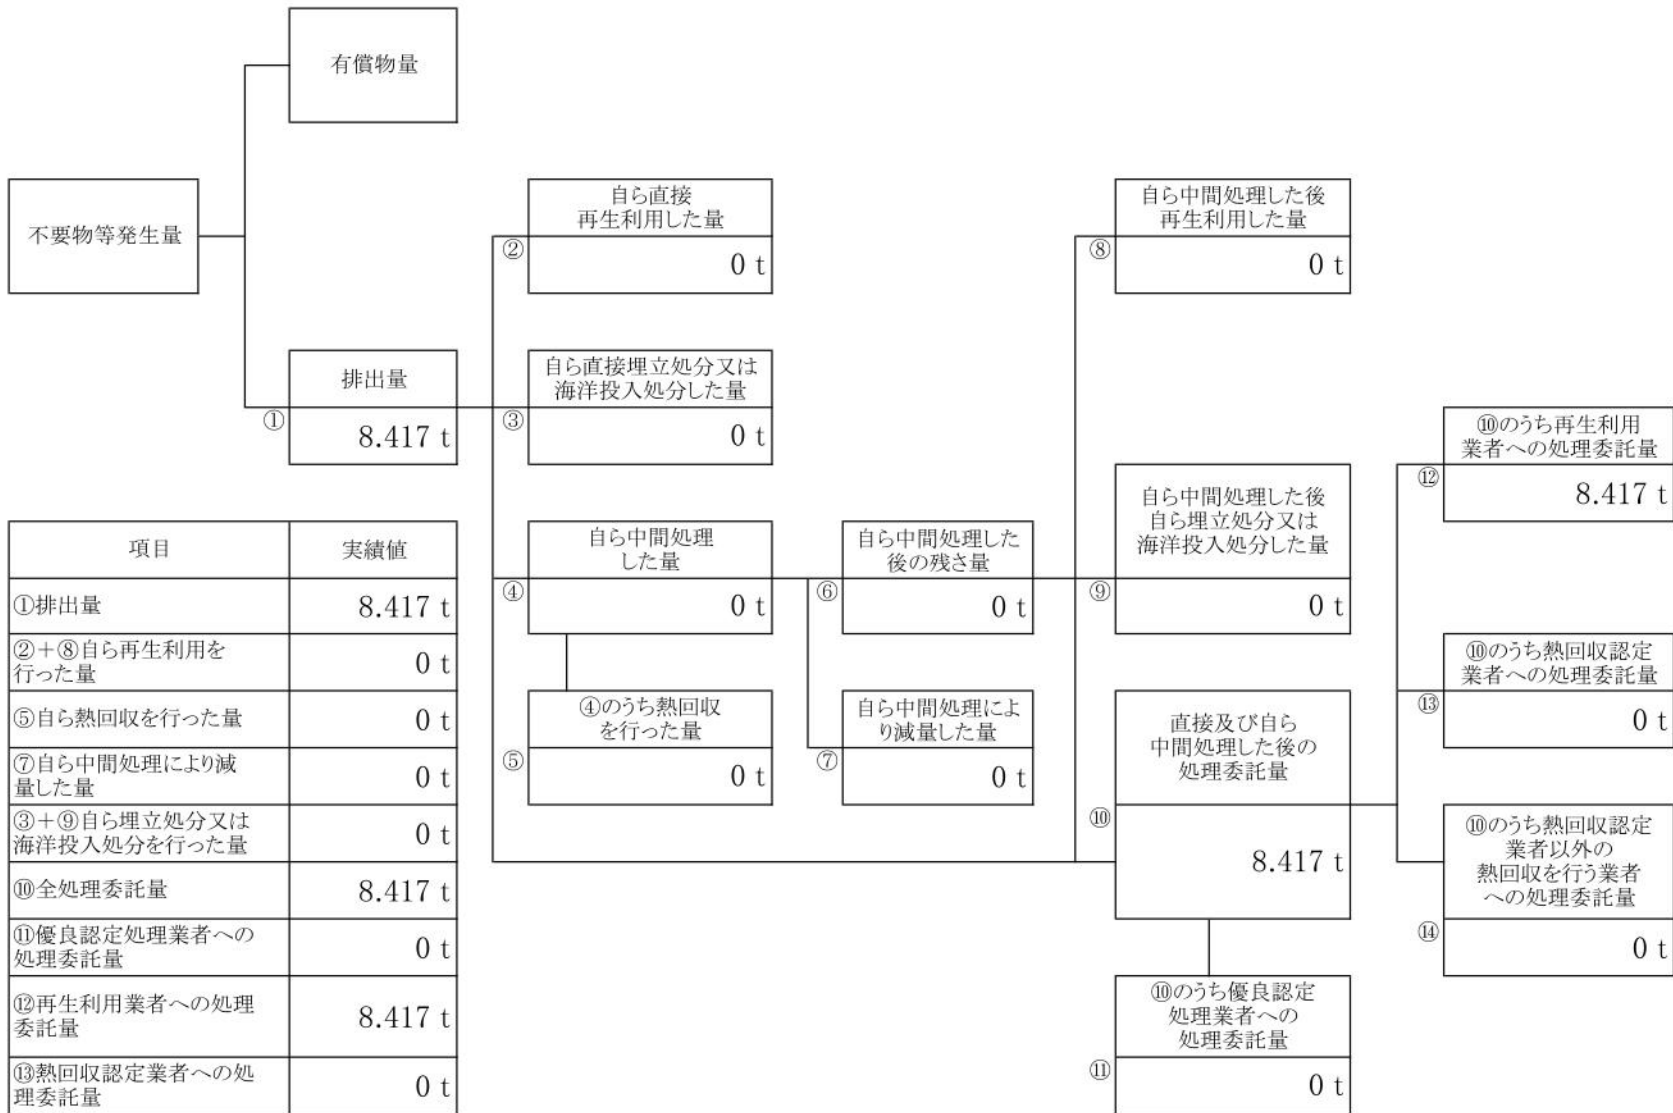 有償物量
不要物等発生量
自ら直接
再生利用した量
②
0 t
自ら中間処理した後
再生利用した量
⑧
0 t
排出量
①
8.417 t
自ら直接埋立処分又は
海洋投入処分した量
③
0 t
⑩のうち再生利用
業者への処理委託量
⑫
8.417 t
自ら中間処理
した量
④
0 t
自ら中間処理した
後の残さ量
⑥
0 t
自ら中間処理した後
自ら埋立処分又は
海洋投入処分した量
⑨
0 t
⑩のうち熱回収認定
業者への処理委託量
⑬
0 t
④のうち熱回収
を行った量
⑤
0 t
自ら中間処理によ
り減量した量
⑦
0 t
直接及び自ら
中間処理した後の
処理委託量
⑩
8.417 t
⑩のうち熱回収認定
業者以外の
熱回収を行う業者
への処理委託量
⑭
0 t
⑩のうち優良認定
処理業者への
処理委託量
⑪
0 t
項目 実績値
①排出量 8.417 t
②＋⑧自ら再生利用を
行った量 0 t
⑤自ら熱回収を行った量 0 t
⑦自ら中間処理により減
量した量 0 t
③＋⑨自ら埋立処分又は
海洋投入処分を行った量 0 t
⑩全処理委託量 8.417 t
⑪優良認定処理業者への
処理委託量 0 t
⑫再生利用業者への処理
委託量 8.417 t
⑬熱回収認定業者への処
理委託量 0 t